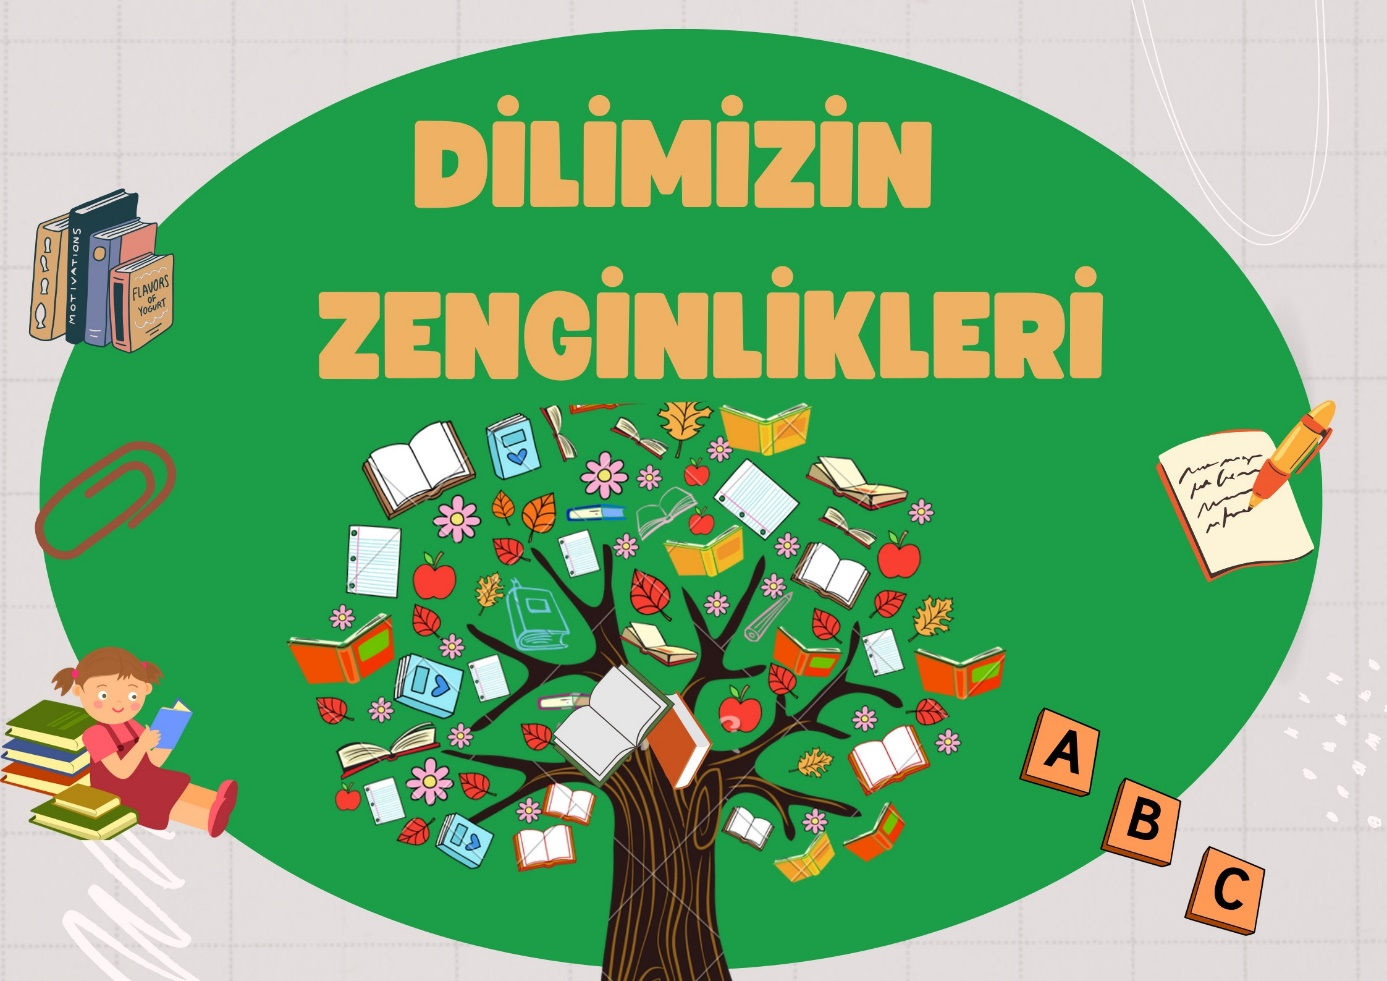 DİLİMİZİN
ZENGİNLİKLERİ
MOTIVATIONS
FLAVORS
OF
YOGURT
A
B
C